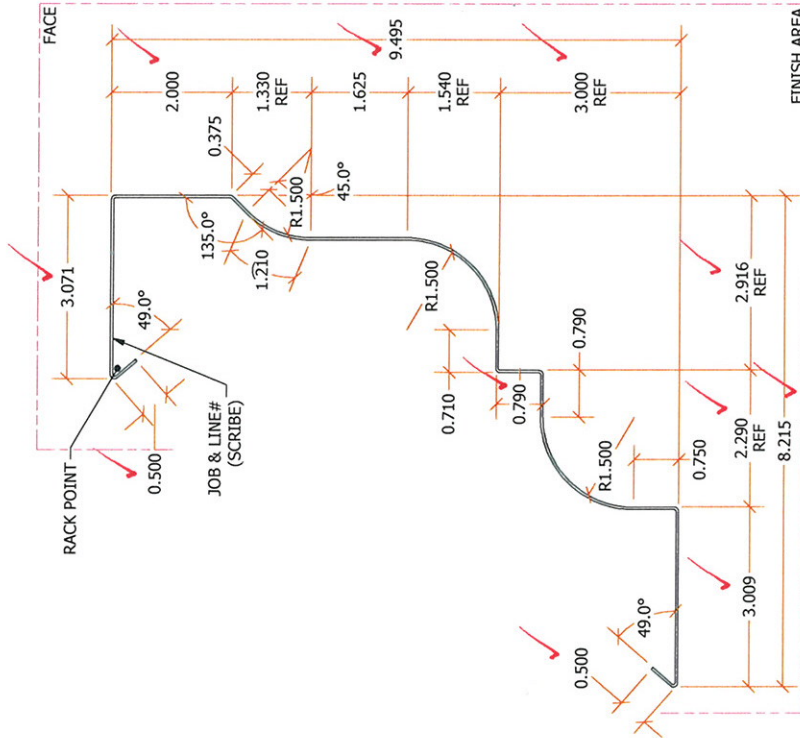 FACE
9.495
2.000
1.330
REF
1.625
1.540
REF
3.000
REF
0.375
3.071
135.0°
R1.500
45.0°
1.210
49.0°
RACK POINT
JOB & LINE#
(SCRIBE)
0.500
R1.500
0.710
0.790
0.790
R1.500
0.750
2.916
REF
2.290
REF
8.215
3.009
49.0°
0.500
FINISH AREA